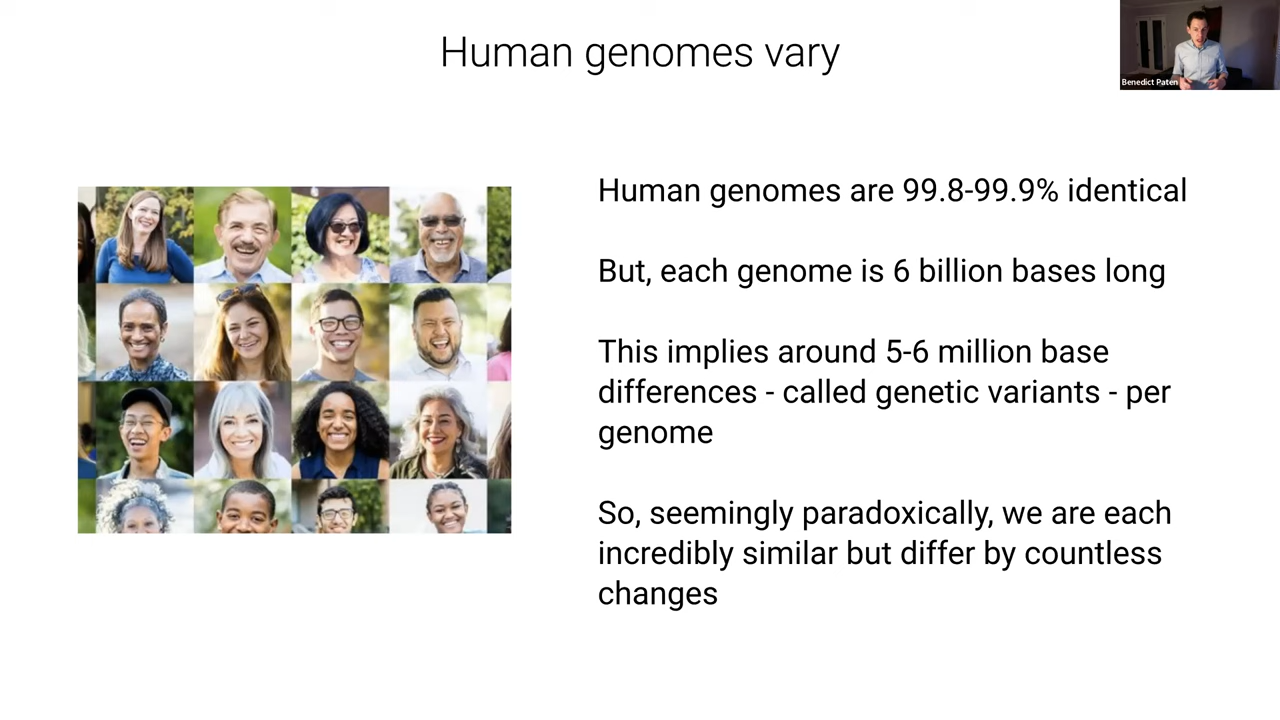 Human genomes vary
Benedict Paten
Human genomes are 99.8-99.9% identical
But, each genome is 6 billion bases long
This implies around 5-6 million base
differences - called genetic variants - per
genome
So, seemingly paradoxically, we are each
incredibly similar but differ by countless
changes